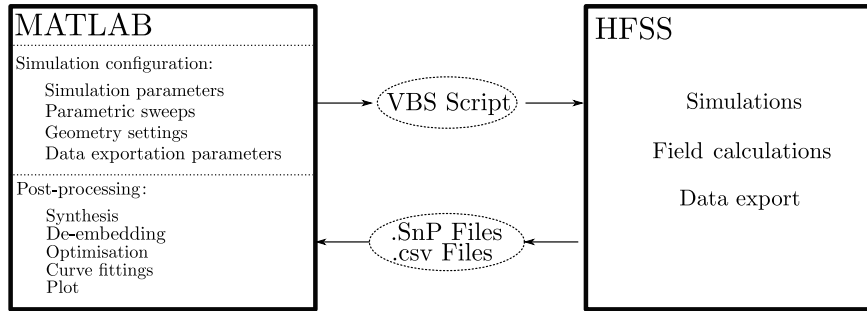 MATLAB
Simulation configuration:
Simulation parameters
Parametric sweeps
Geometry settings
Data exportation parameters
Post-processing:
Synthesis
De-embedding
Optimisation
Curve fittings
Plot
VBS Script
.SnP Files
.csv Files
HFSS
Simulations
Field calculations
Data export